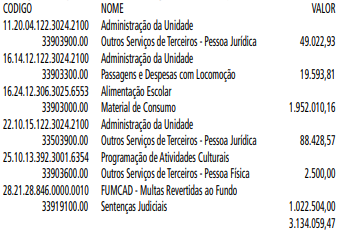 CODIGO NOME VALOR
11.20.04.122.3024.2100 Administração da Unidade
33903900.00 Outros Serviços de Terceiros - Pessoa Jurídica 49.022,93
16.14.12.122.3024.2100 Administração da Unidade
33903300.00 Passagens e Despesas com Locomoção 19.593,81
16.24.12.306.3025.6553 Alimentação Escolar
33903000.00 Material de Consumo 1.952.010,16
22.10.15.122.3024.2100 Administração da Unidade
33503900.00 Outros Serviços de Terceiros - Pessoa Jurídica 88.428,57
25.10.13.392.3001.6354 Programação de Atividades Culturais
33903600.00 Outros Serviços de Terceiros - Pessoa Física 2.500,00
28.21.28.846.0000.0010 FUMCAD - Multas Revertidas ao Fundo
33919100.00 Sentenças Judiciais 1.022.504,00
3.134.059,47